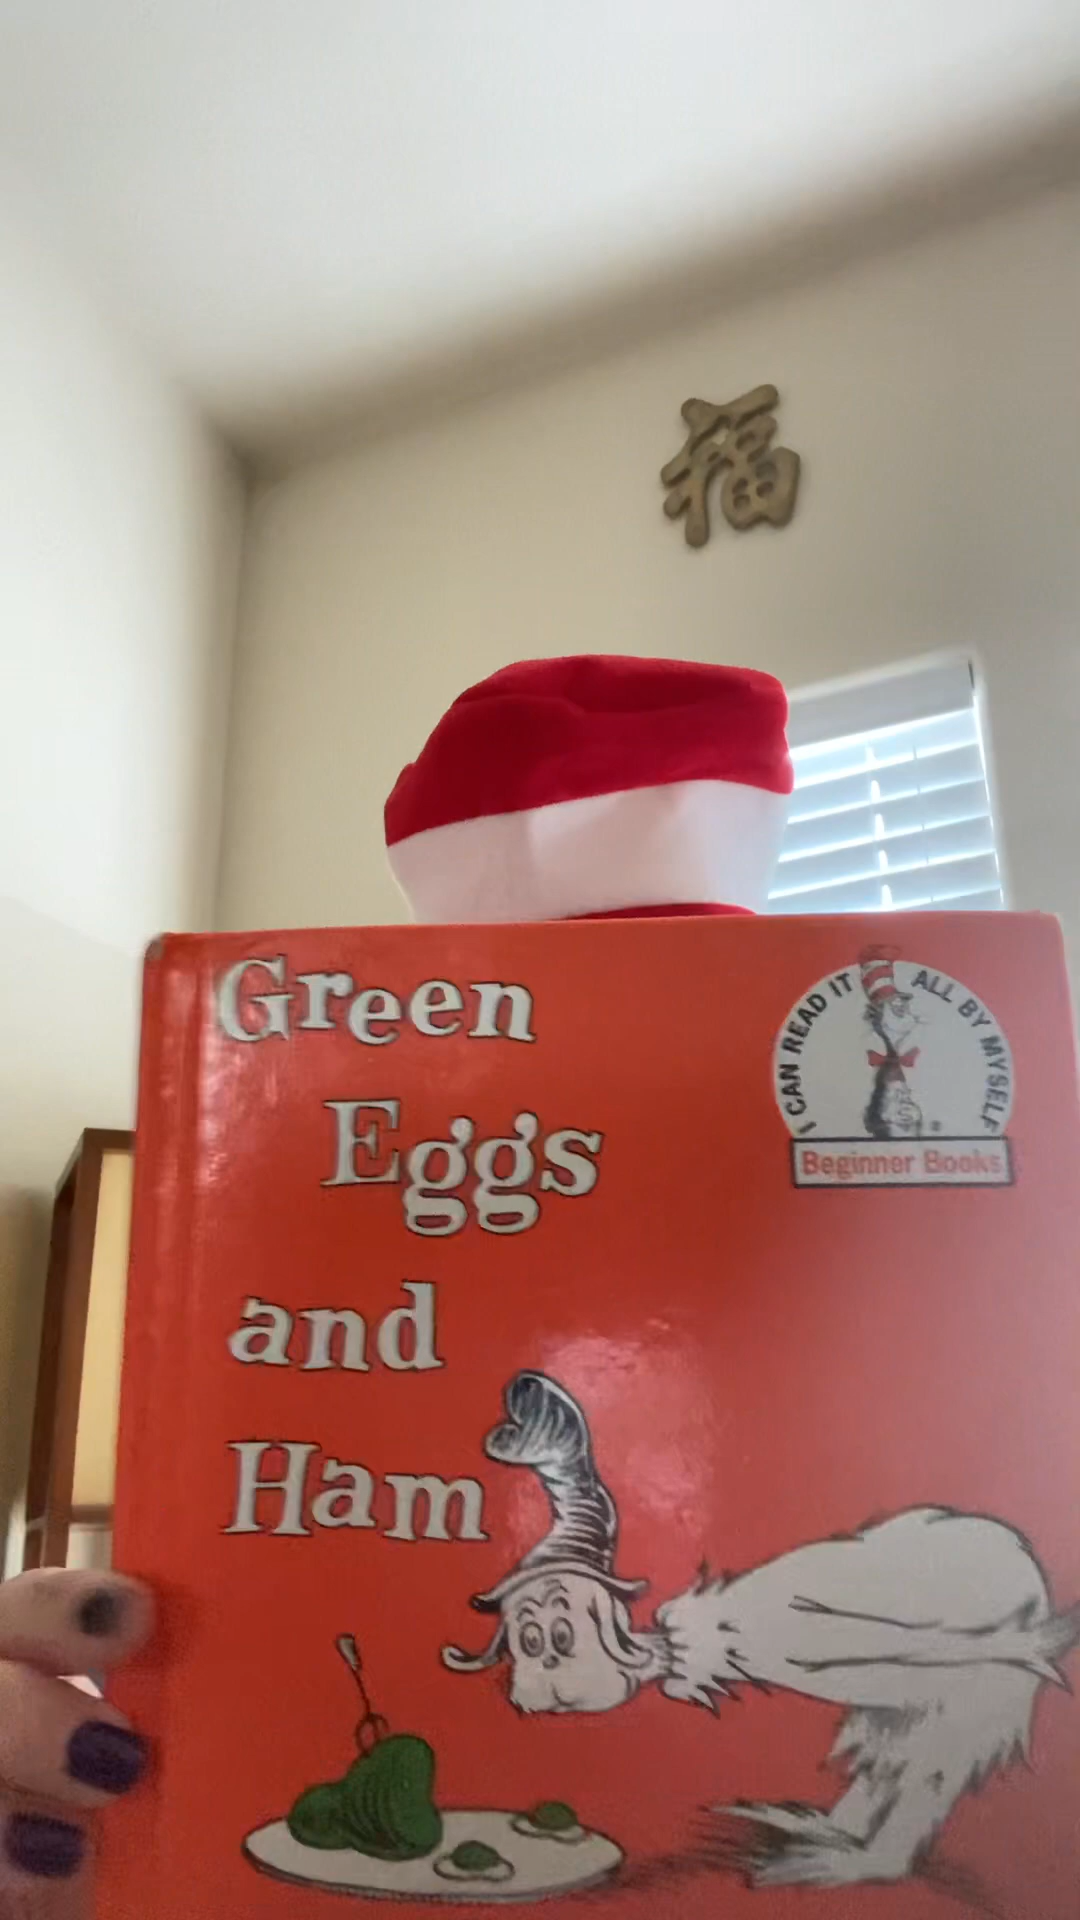 福
Green
Eggs
and
Ham
I CAN READ IT ALL BY MYSELF
Beginner Books